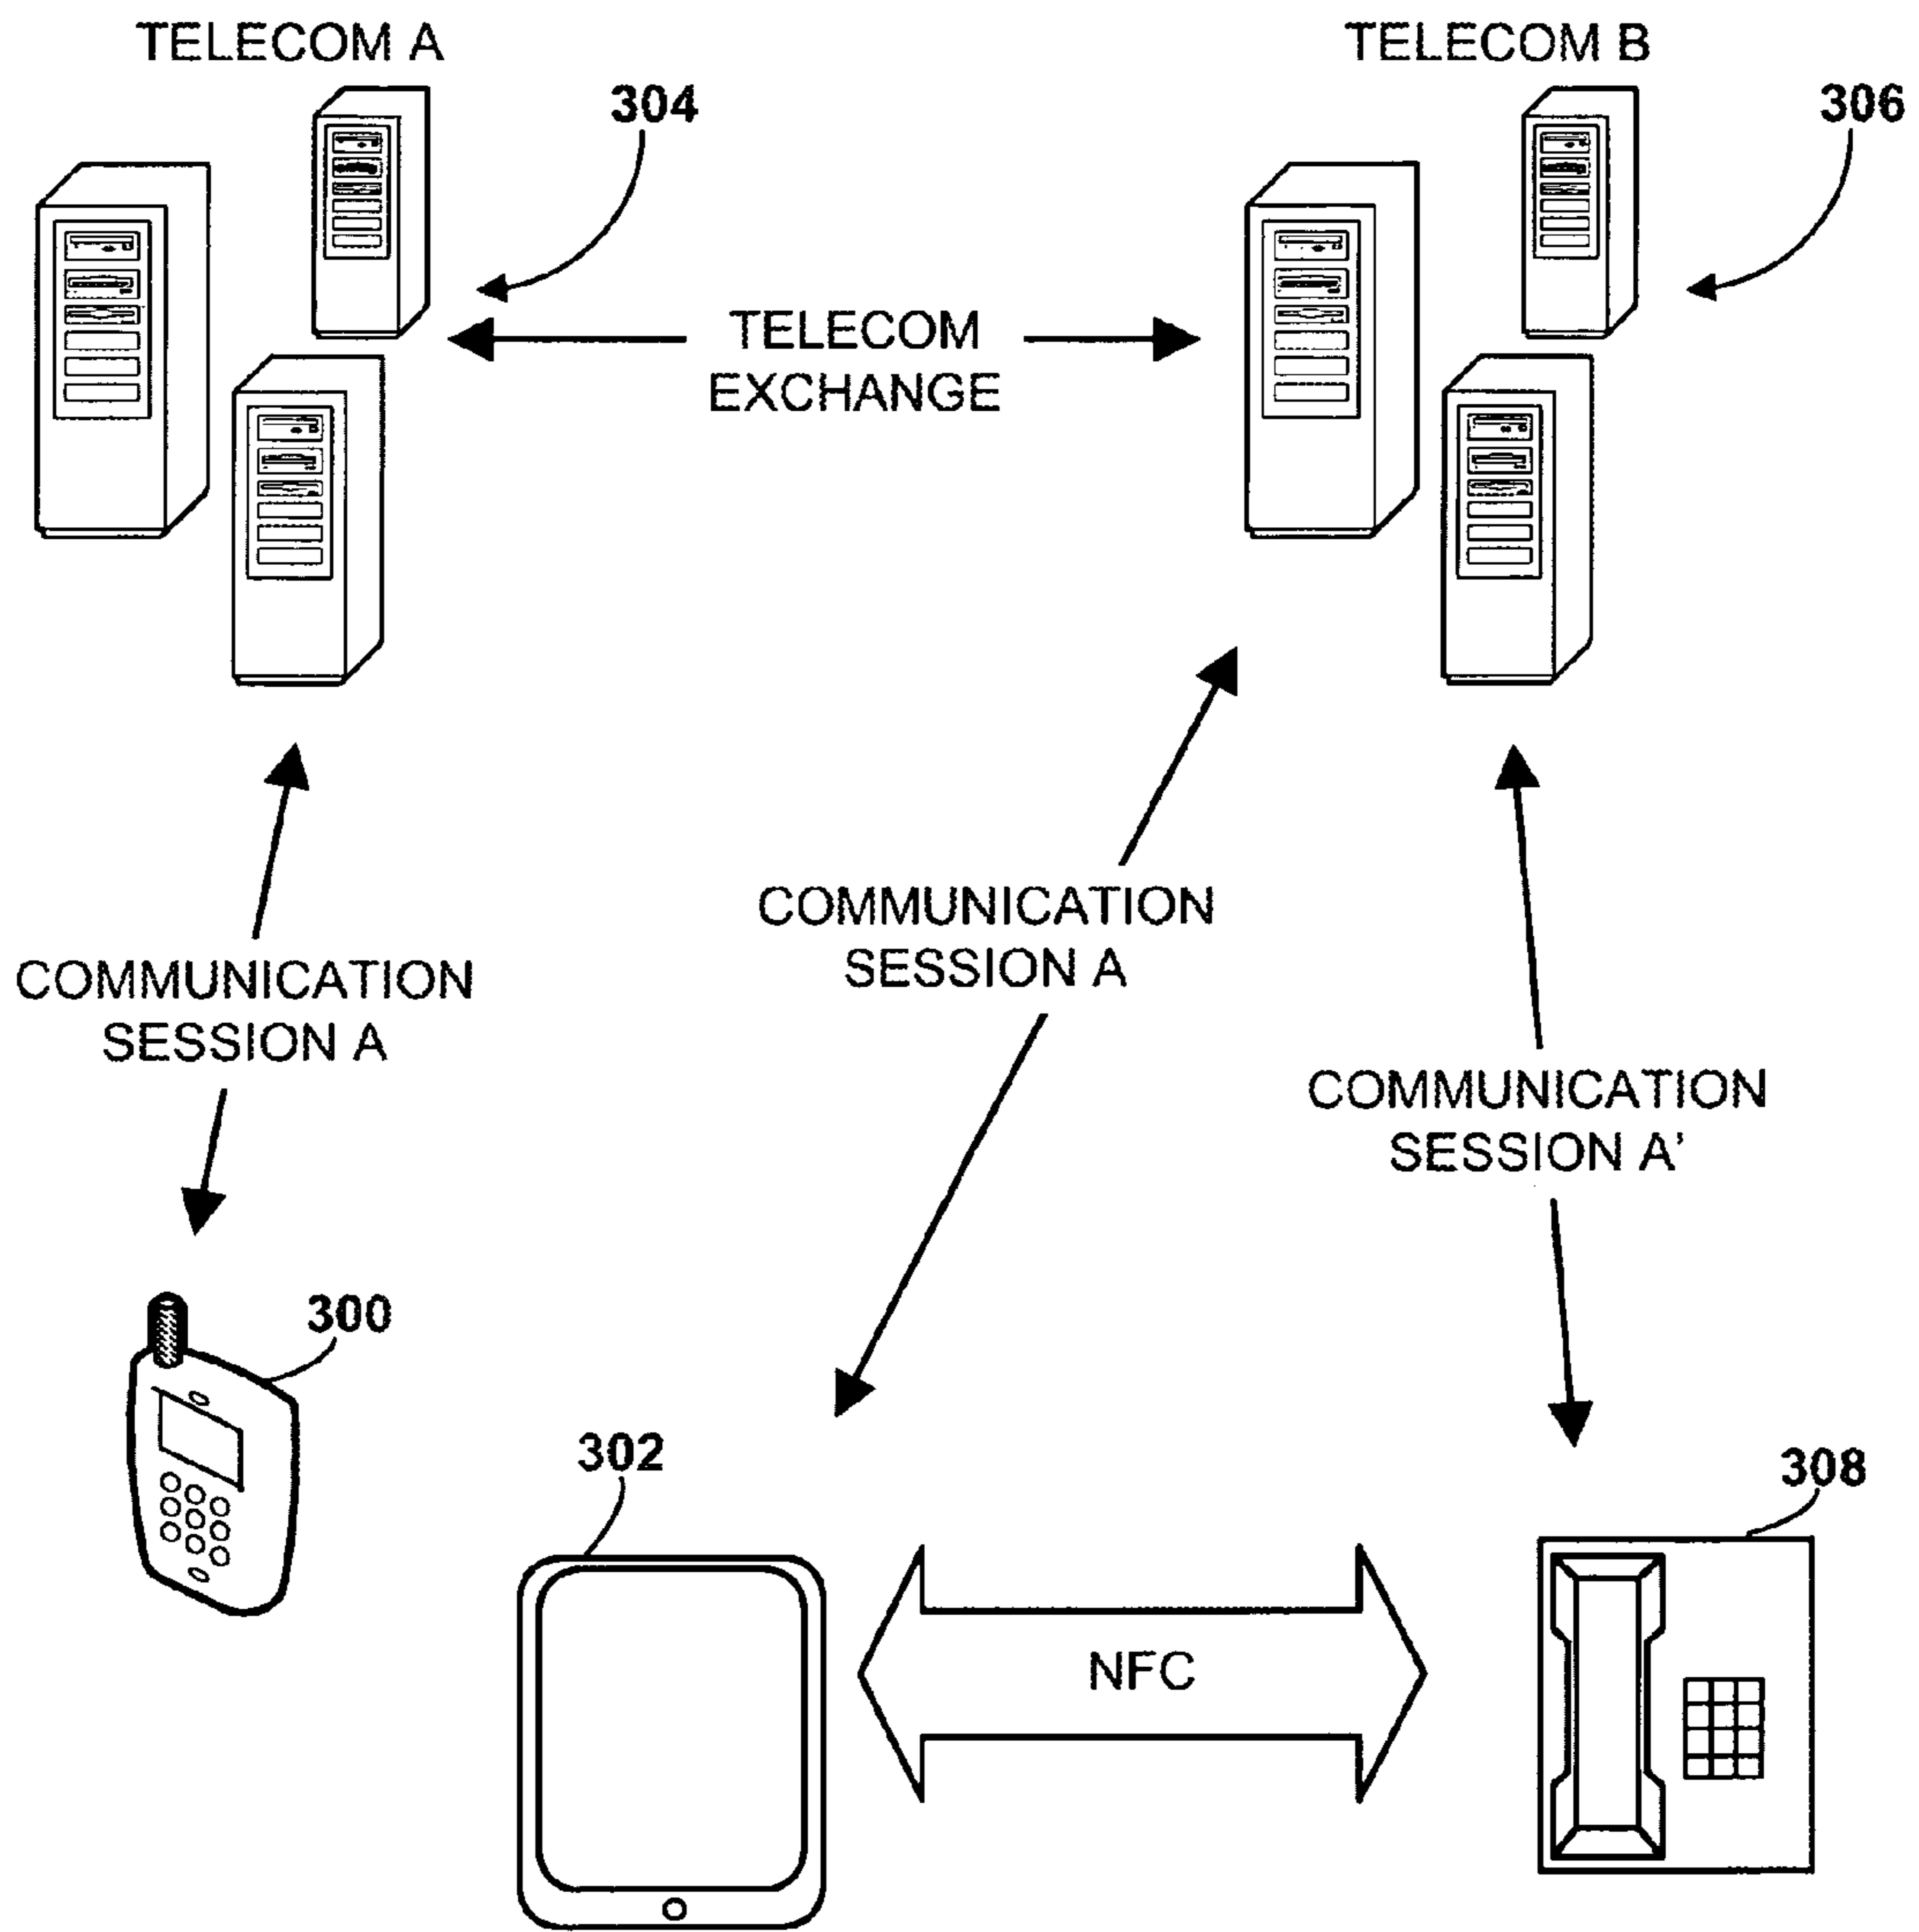 TELECOM A
TELECOM B
304
306
TELECOM
EXCHANGE
COMMUNICATION
SESSION A
COMMUNICATION
SESSION A
COMMUNICATION
SESSION A'
300
302
308
NFC